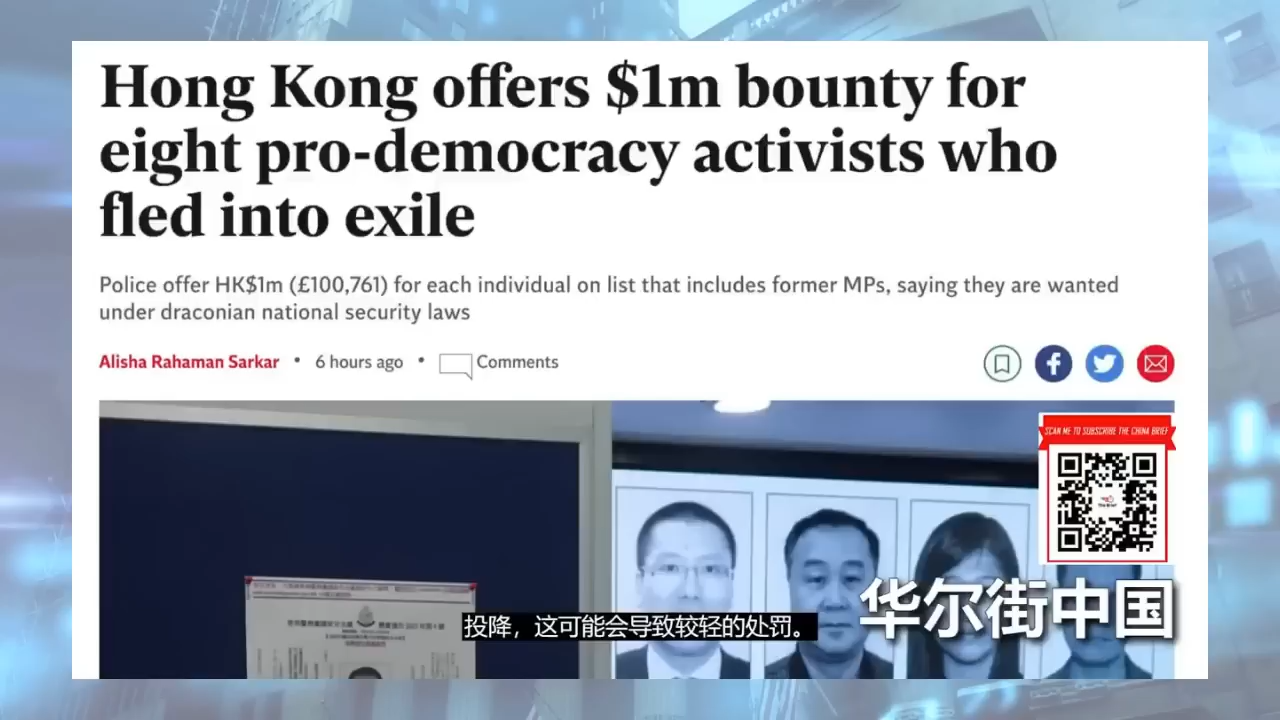 Hong Kong offers $1m bounty for
eight pro-democracy activists who
fled into exile
Police offer HK$1m (£100,761) for each individual on list that includes former MPs, saying they are wanted
under draconian national security laws
Alisha Rahaman Sarkar • 6 hours ago • Comments
SCAN ME TO SUBSCRIBE THE CHINA BRIEF
华尔街中国
投降，这可能会导致较轻的处罚。